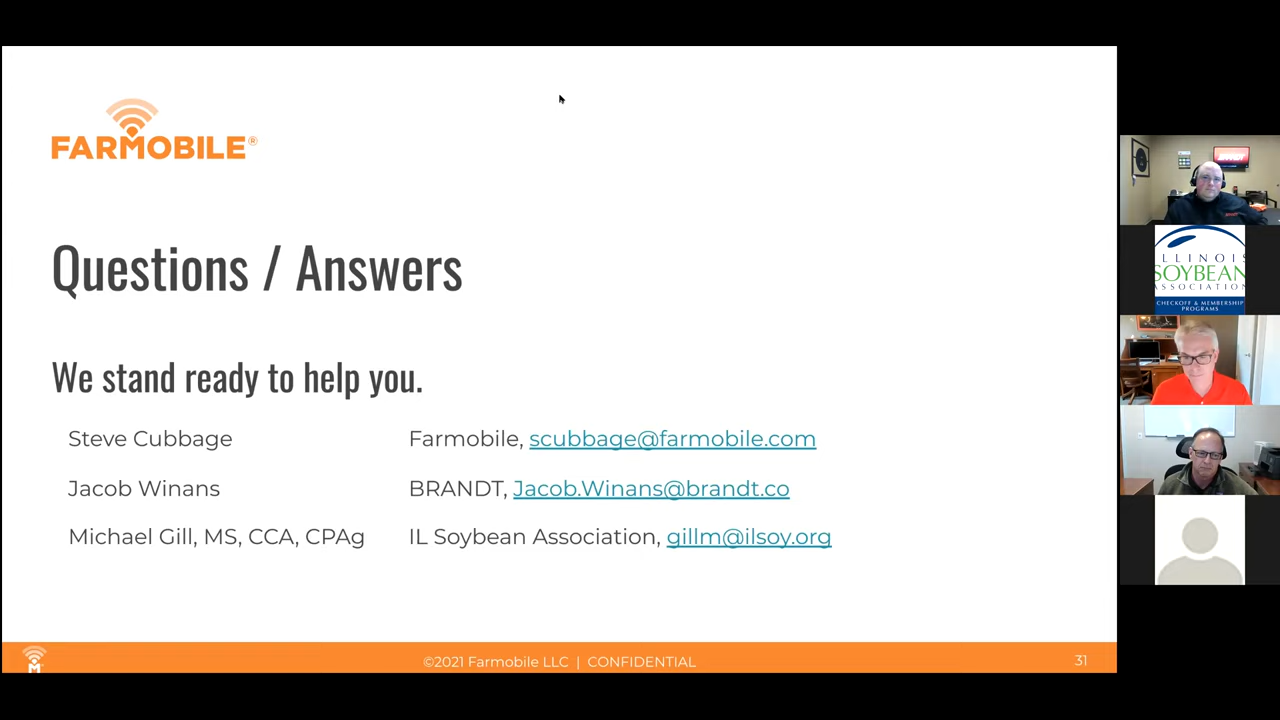 FARMOBILE®
Questions / Answers
We stand ready to help you.
Steve Cubbage Farmobile, scubbage@farmobile.com
Jacob Winans BRANDT, Jacob.Winans@brandt.co
Michael Gill, MS, CCA, CPAg IL Soybean Association, gillm@ilsoy.org
©2021 Farmobile LLC | CONFIDENTIAL
31
ILLINOIS
SOYBEAN
ASSOCIATION
CHECKOFF & MEMBERSHIP
PROGRAMS